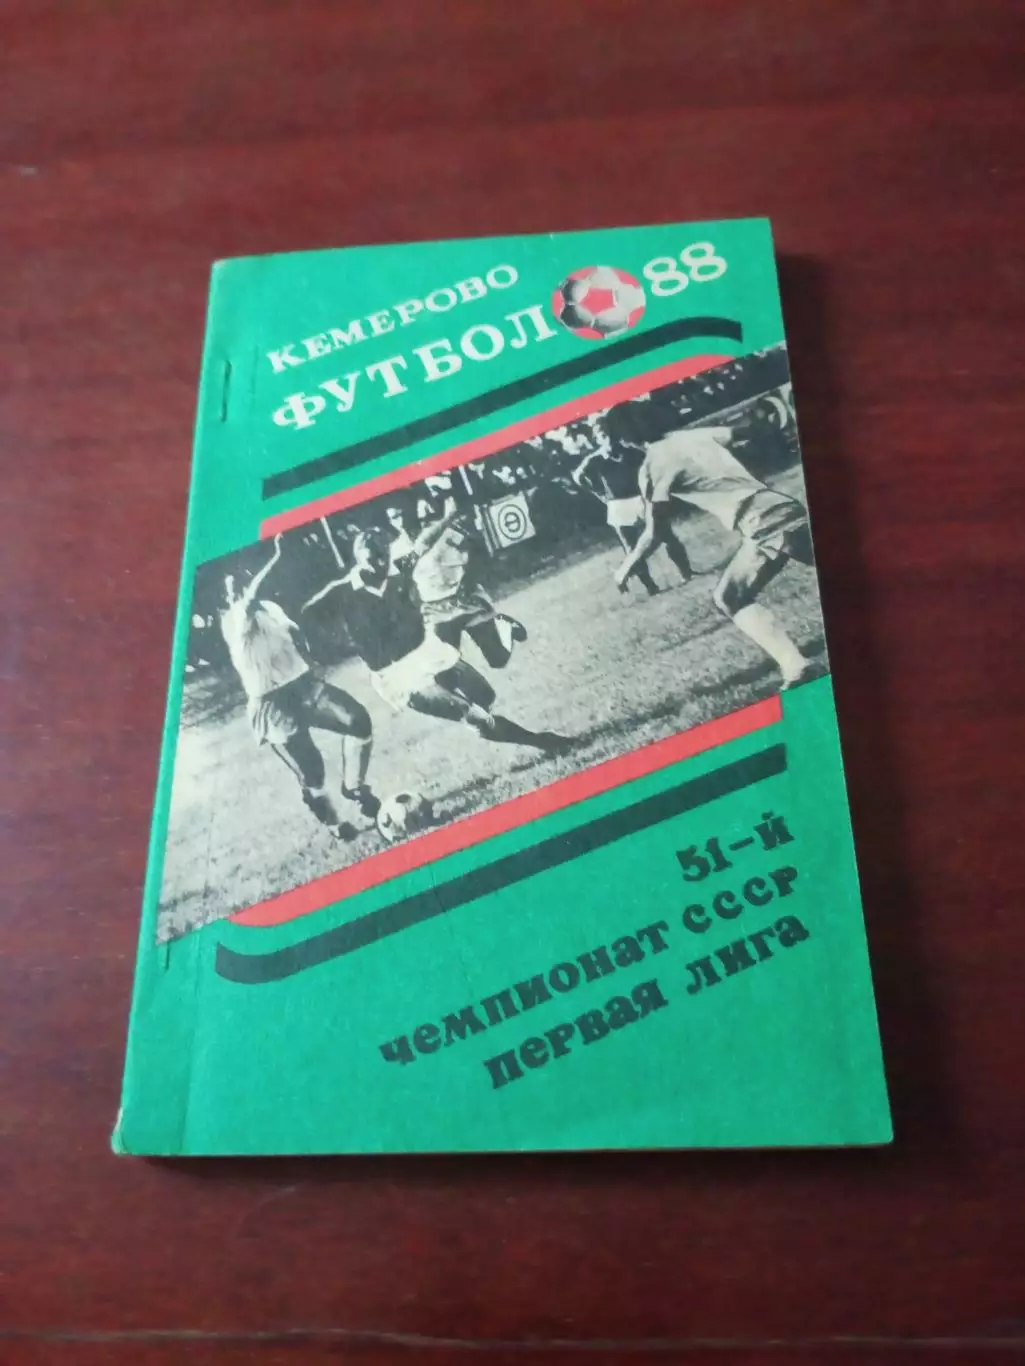 КЕМЕРОВО
ФУТБОЛ 88
51-й
чемпионат СССР
первая лига